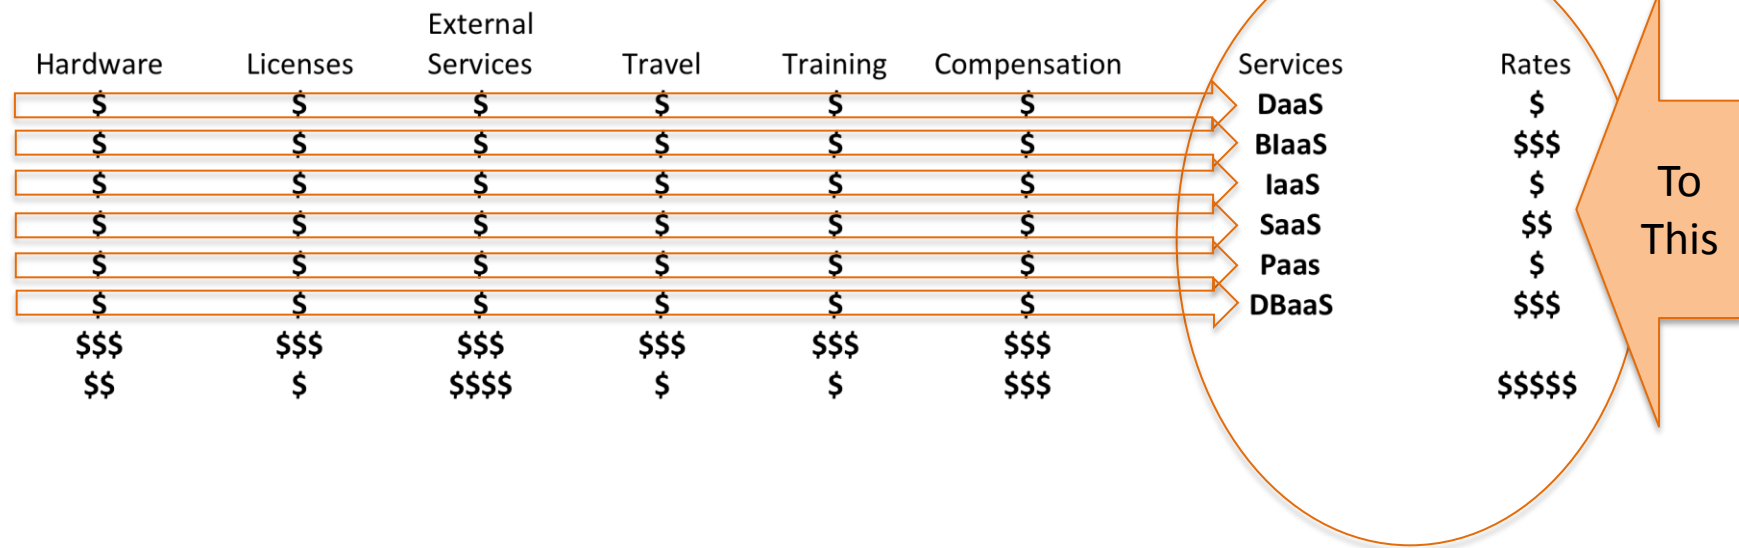 External
Hardware Licenses Services Travel Training Compensation Services Rates
$ $ $ $ $ $ DaaS $
$ $ $ $ $ $ BIaaS $$$
$ $ $ $ $ $ IaaS $
$ $ $ $ $ $ SaaS $$
$ $ $ $ $ $ Paas $
$ $ $ $ $ $ DBaaS $$$
$$$ $$$ $$$ $$$ $$$ $$$
$$ $ $$$$ $ $ $$$ $$$$$
To
This